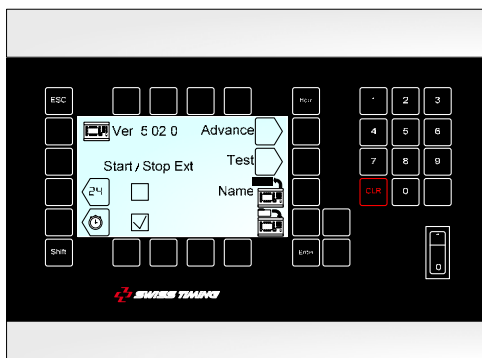 ESC
Hour
1 2 3
Ver 5 02 0 Advance
4 5 6
Start / Stop Ext Test
7 8 9
24 Name
CLR 0
Shift
Enter
0
SWISS TIMING